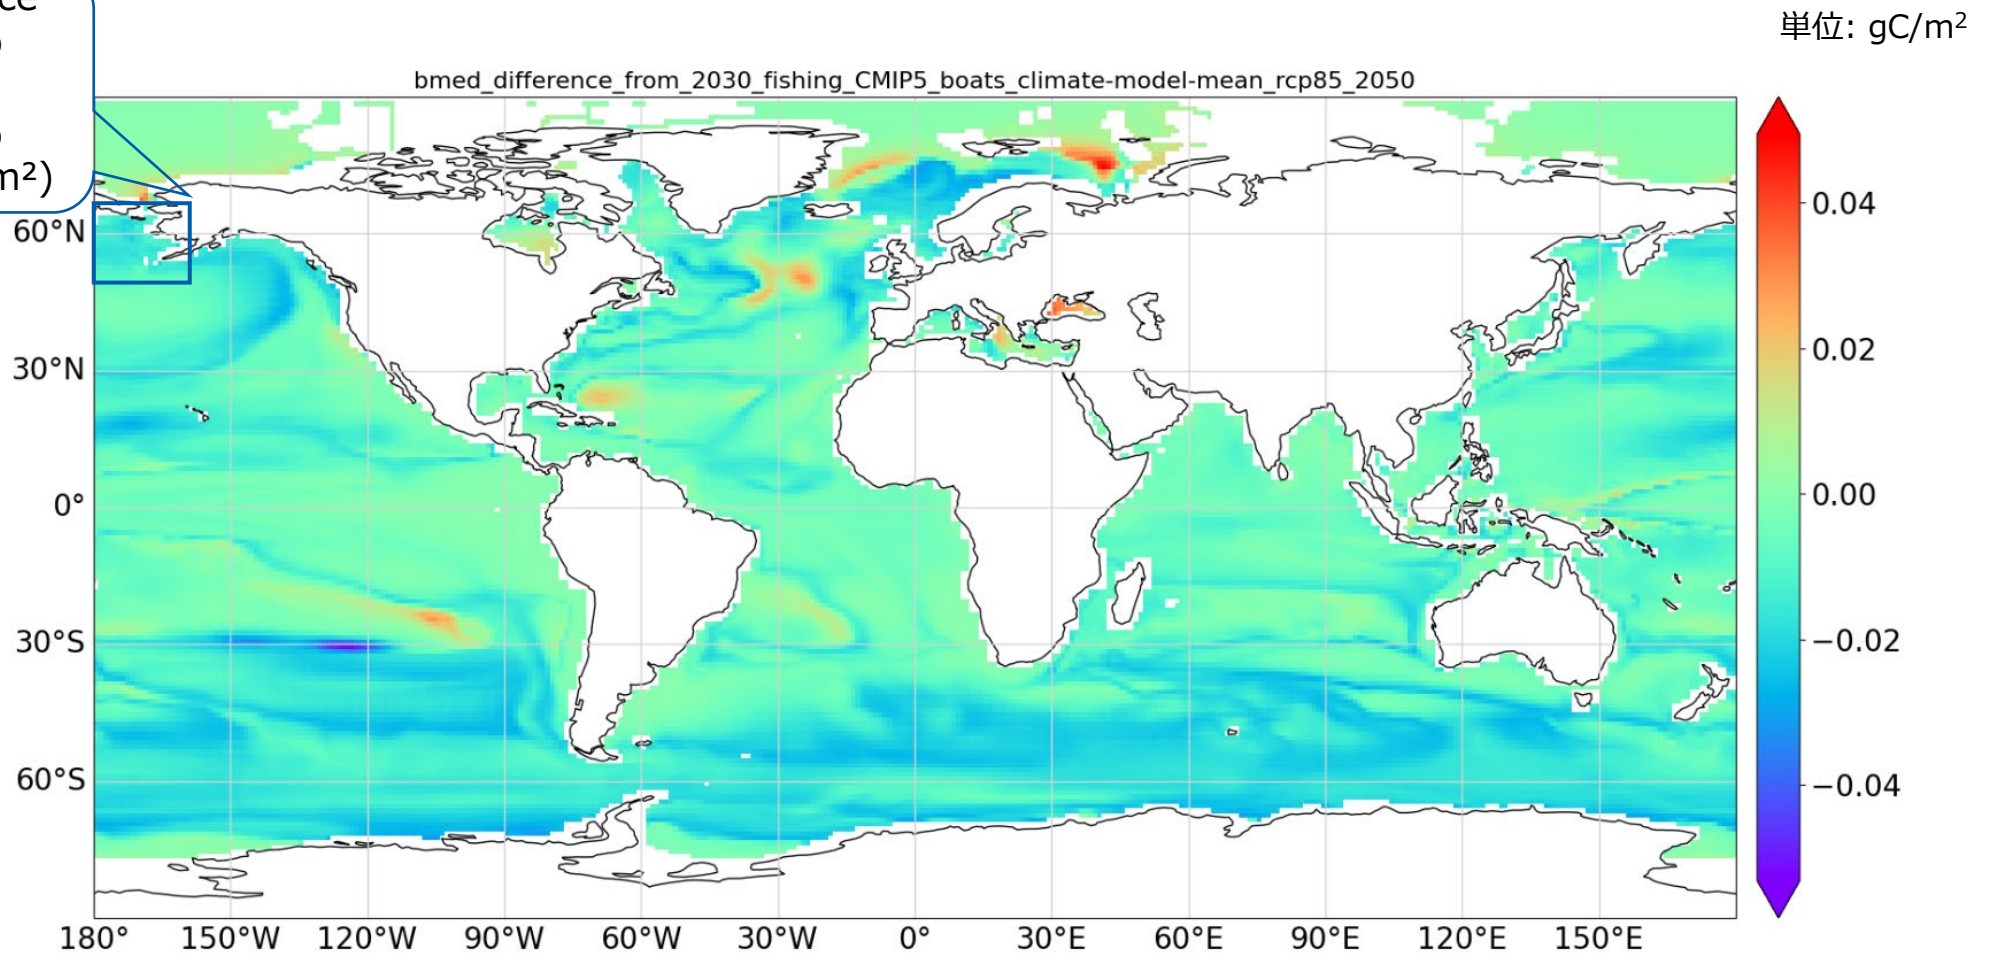 m²)
単位: gC/m²
bmed_difference_from_2030_fishing_CMIP5_boats_climate-model-mean_rcp85_2050
60°N
30°N
0°
30°S
60°S
180°
150°W
120°W
90°W
60°W
30°W
0°
30°E
60°E
90°E
120°E
150°E
0.04
0.02
0.00
−0.02
−0.04